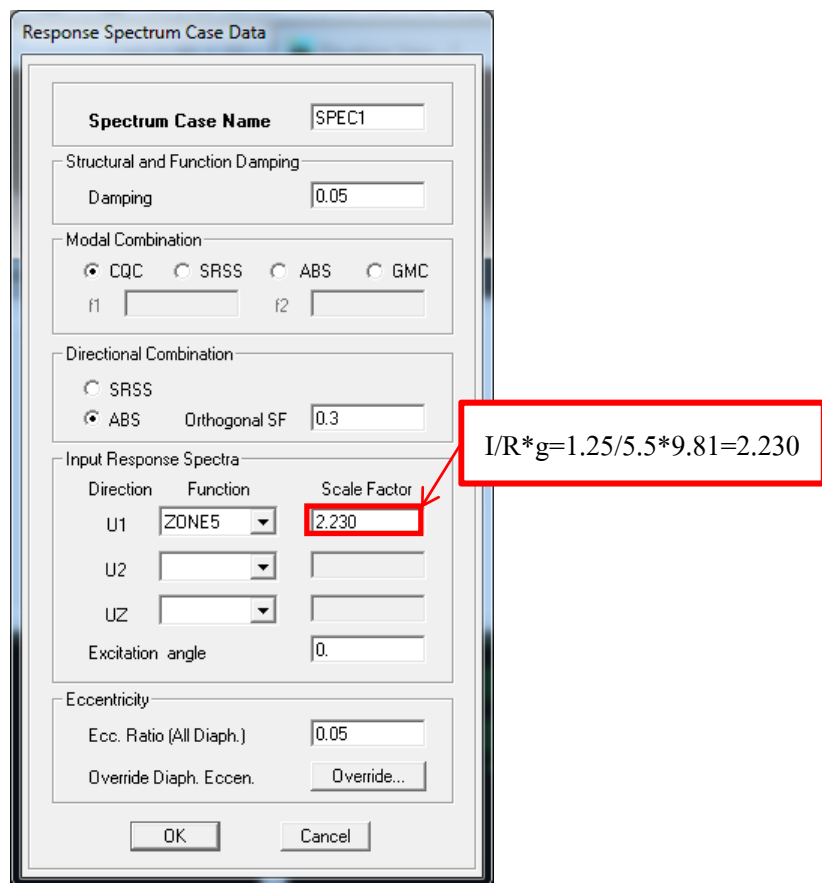 Response Spectrum Case Data
Spectrum Case Name SPEC1
Structural and Function Damping
Damping 0.05
Modal Combination
CQC SRSS ABS GMC
f1 f2
Directional Combination
SRSS
ABS Orthogonal SF 0.3
I/R*g=1.25/5.5*9.81=2.230
Input Response Spectra
Direction Function Scale Factor
U1 ZONE5 2.230
U2
UZ
Excitation angle 0.
Eccentricity
Ecc. Ratio (All Diaph.) 0.05
Override Diaph. Eccen. Override...
OK Cancel